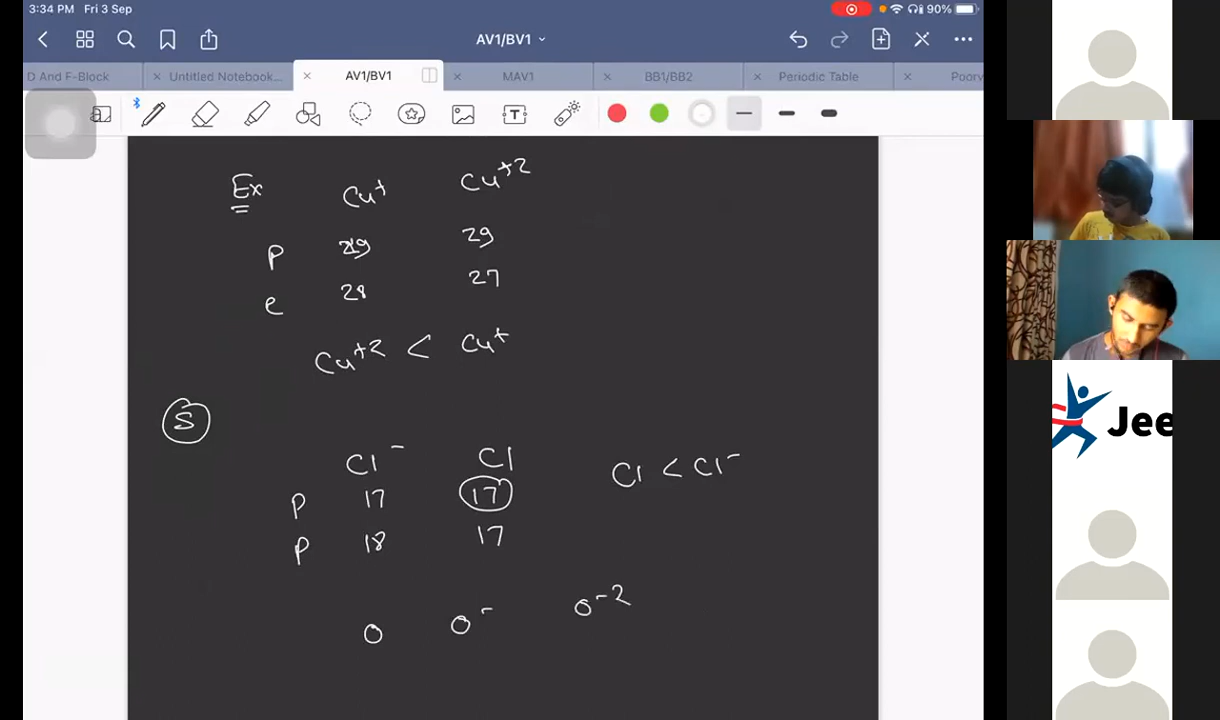 3:34 PM Fri 3 Sep
90%
AV1/BV1
D And F-Block
Untitled Notebook...
AV1/BV1
MAV1
BB1/BB2
Periodic Table
Poorv
T
Ex Cu+ Cu+2
p 29 29
e 28 27
Cu+2 < Cu+
S
Cl- Cl Cl < Cl-
p 17 17
p 18 17
O O- O-2
Jee